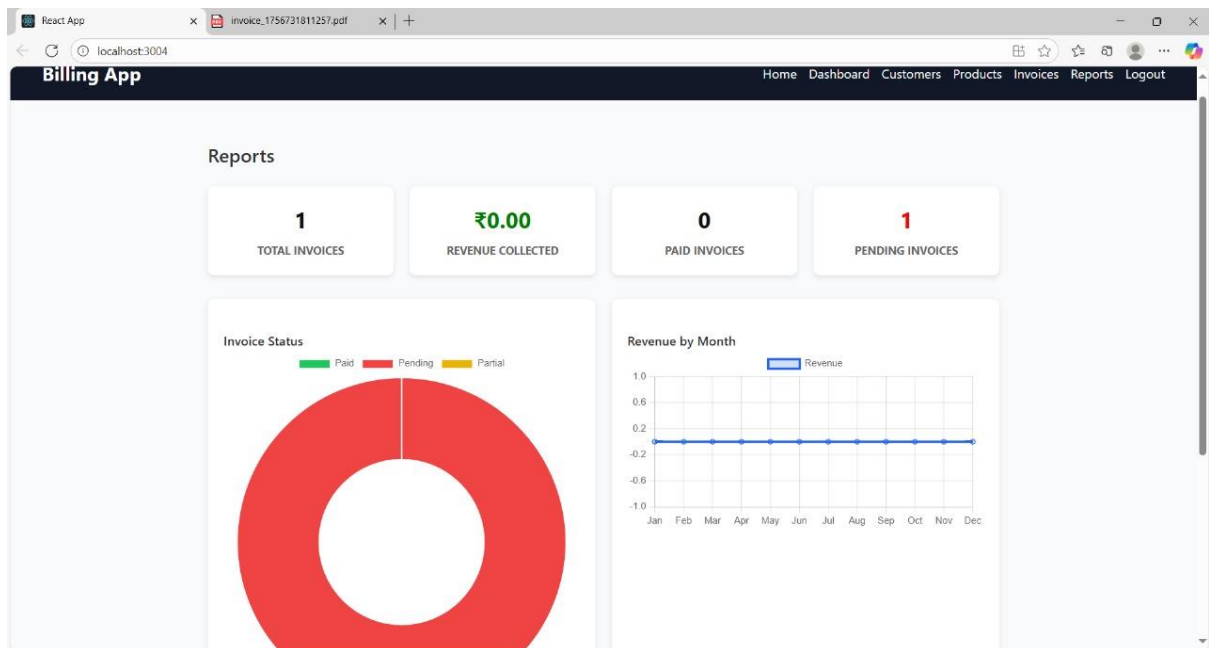 React App
invoice_1756731811257.pdf
localhost:3004
Billing App
Home Dashboard Customers Products Invoices Reports Logout
Reports
1
TOTAL INVOICES
₹0.00
REVENUE COLLECTED
0
PAID INVOICES
1
PENDING INVOICES
Invoice Status
Paid Pending Partial
Revenue by Month
Revenue
1.0
0.6
0.2
-0.2
-0.6
-1.0
Jan Feb Mar Apr May Jun Jul Aug Sep Oct Nov Dec